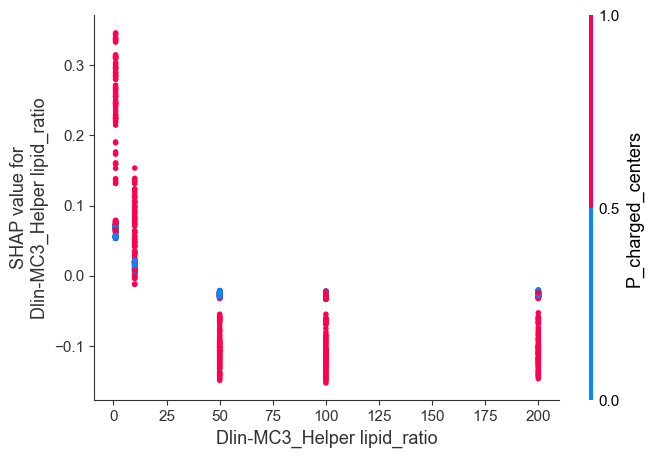 SHAP value for
Dlin-MC3_Helper lipid_ratio
0.3
0.2
0.1
0.0
−0.1
0 25 50 75 100 125 150 175 200
Dlin-MC3_Helper lipid_ratio
1.0
0.5
0.0
P_charged_centers